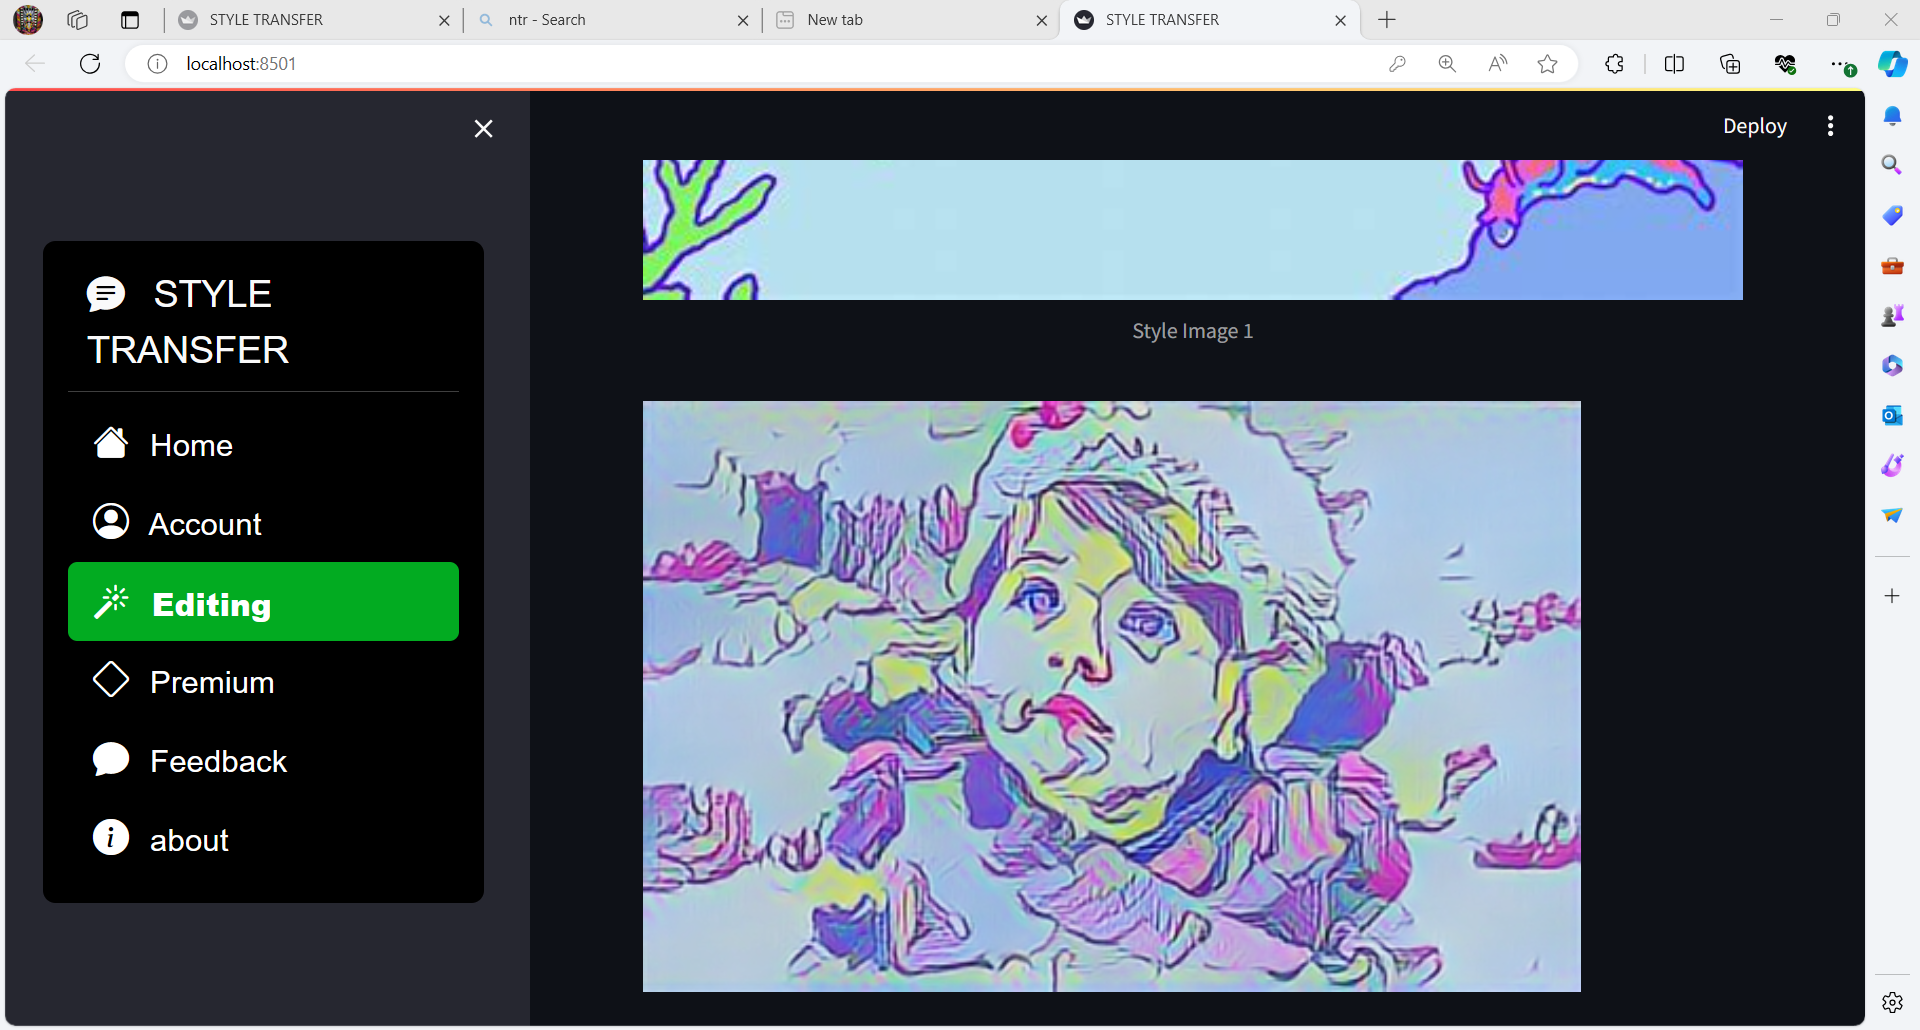 STYLE TRANSFER
ntr - Search
New tab
STYLE TRANSFER
localhost:8501
Deploy
STYLE
TRANSFER
Home
Account
Editing
Premium
Feedback
about
Style Image 1